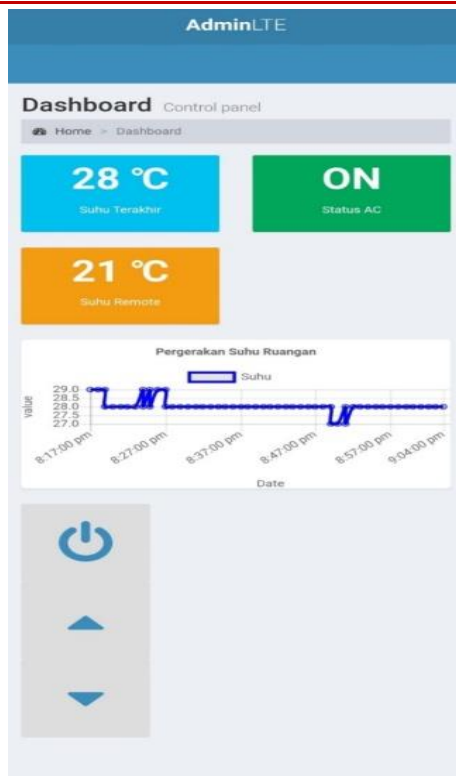 AdminLTE
Dashboard Control panel
Home > Dashboard
28 °C
Suhu Terakhir
ON
Status AC
21 °C
Suhu Remote
Pergerakan Suhu Ruangan
Suhu
value
29.0
28.5
28.0
27.5
27.0
8:17:00 pm
8:27:00 pm
8:37:00 pm
8:47:00 pm
8:57:00 pm
9:04:00 pm
Date